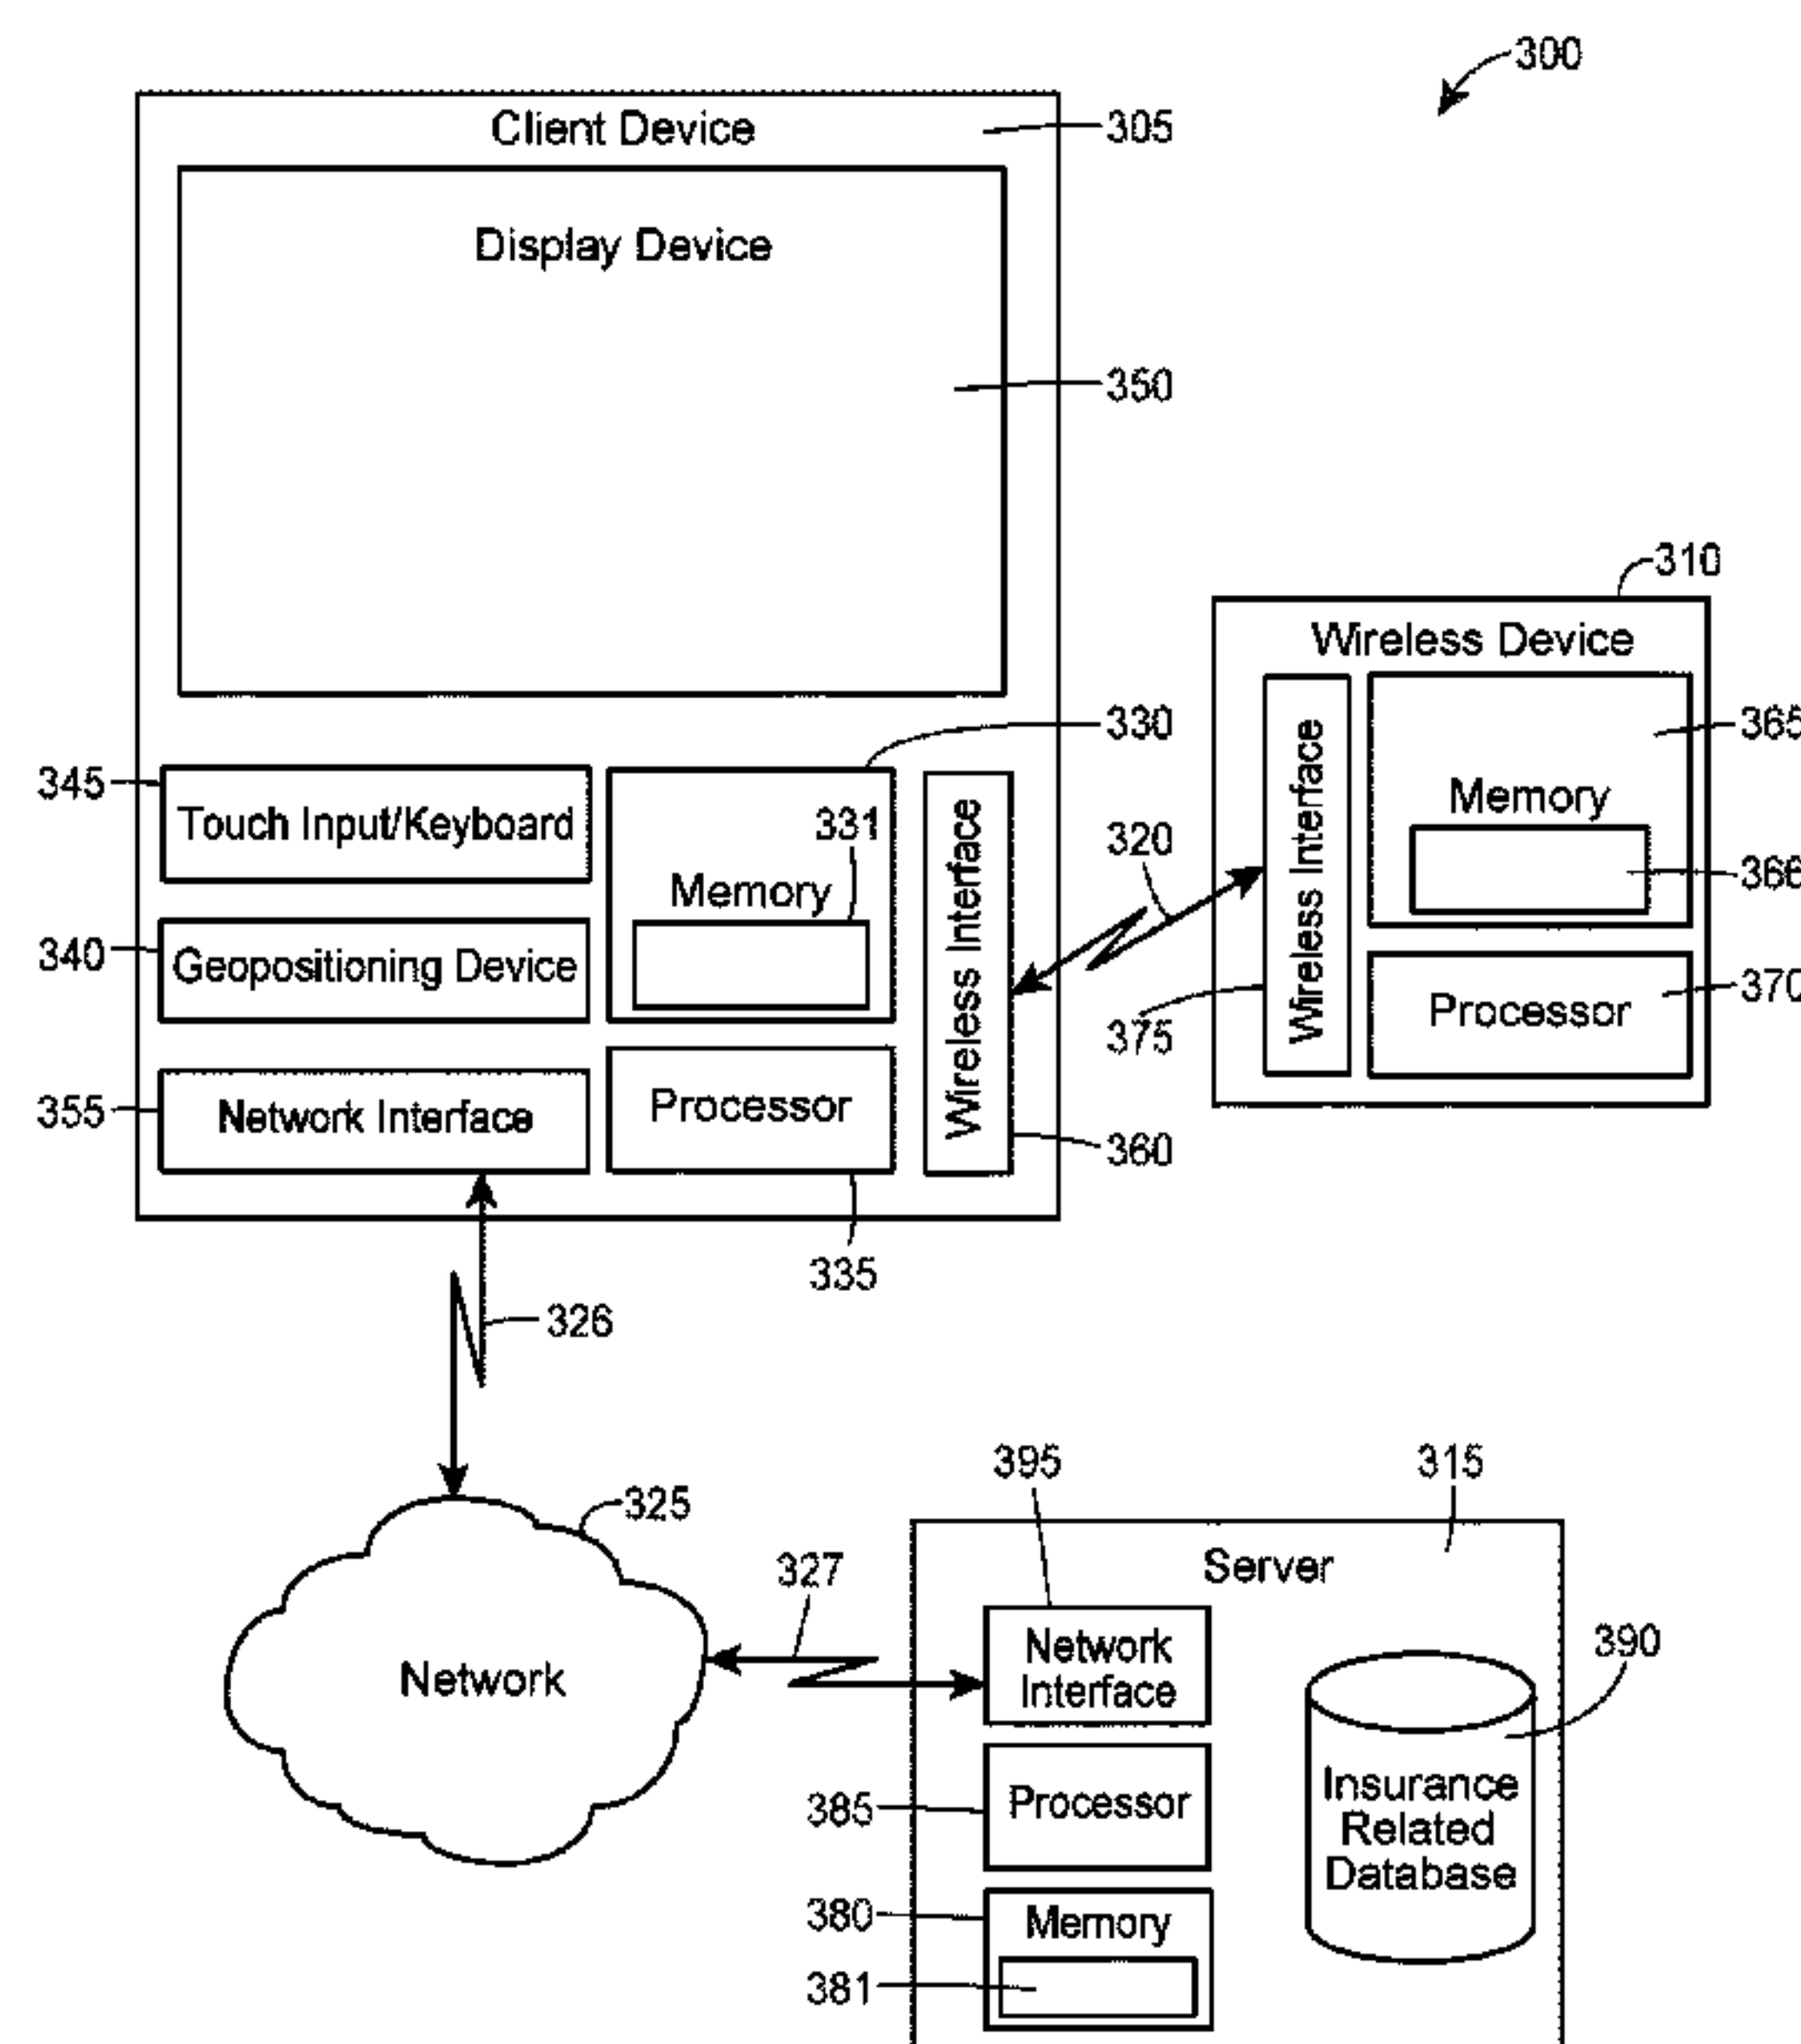 300
Client Device
305
Display Device
350
310
Wireless Device
330
365
345
Touch Input/Keyboard
331
Memory
Wireless Interface
320
Wireless Interface
Memory
366
340
Geopositioning Device
375
Processor
370
355
Network Interface
Processor
360
335
326
395
315
325
Server
327
Network
Interface
390
Network
385
Processor
Insurance
Related
Database
380
Memory
381